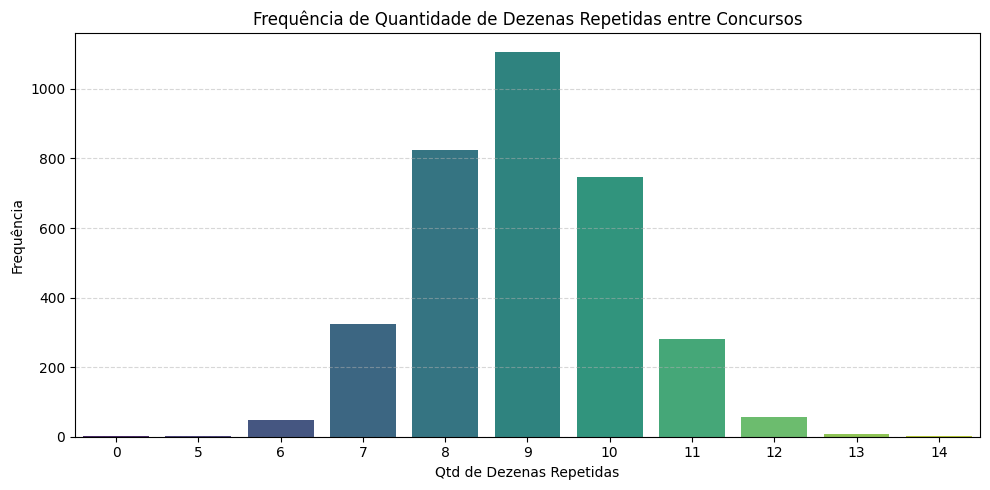 Frequência de Quantidade de Dezenas Repetidas entre Concursos
Frequência
1000
800
600
400
200
0
0 5 6 7 8 9 10 11 12 13 14
Qtd de Dezenas Repetidas